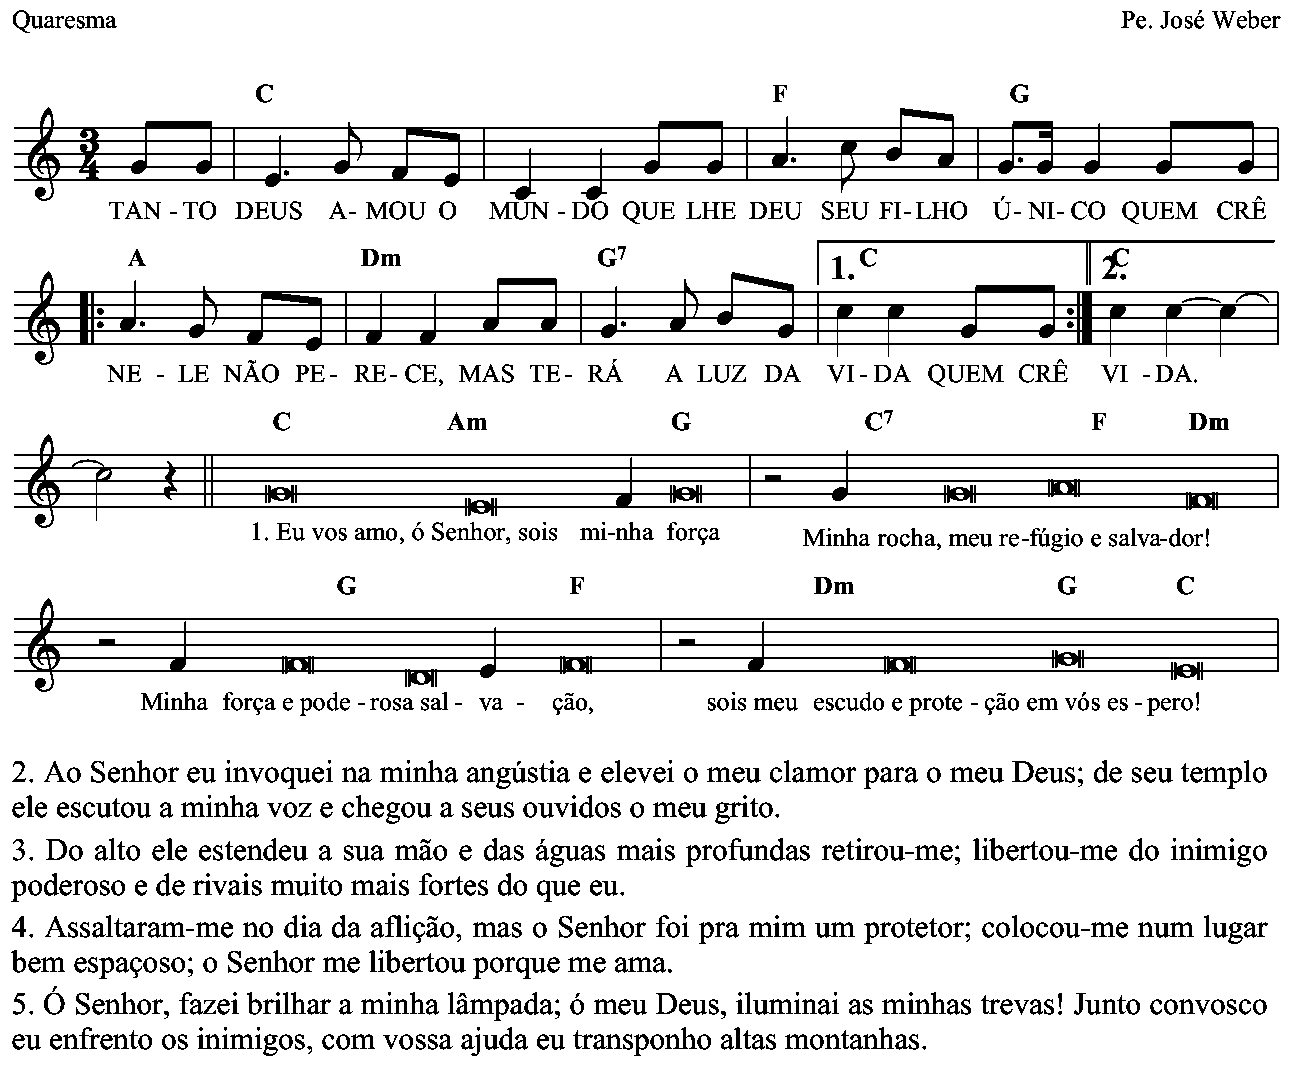 Quaresma Pe. José Weber
C F G
3 4
TAN - TO DEUS A- MOU O MUN - DO QUE LHE DEU SEU FI - LHO Ú - NI - CO QUEM CRÊ
A Dm G7 1. C 2. C
NE - LE NÃO PE - RE - CE, MAS TE - RÁ A LUZ DA VI - DA QUEM CRÊ VI - DA.
C Am G C7 F Dm
1. Eu vos amo, ó Senhor, sois mi-nha força Minha rocha, meu re-fúgio e salva-dor!
G F Dm G C
Minha força e pode - rosa sal - va - ção, sois meu escudo e prote - ção em vós es - pero!
2. Ao Senhor eu invoquei na minha angústia e elevei o meu clamor para o meu Deus; de seu templo
ele escutou a minha voz e chegou a seus ouvidos o meu grito.
3. Do alto ele estendeu a sua mão e das águas mais profundas retirou-me; libertou-me do inimigo
poderoso e de rivais muito mais fortes do que eu.
4. Assaltaram-me no dia da aflição, mas o Senhor foi pra mim um protetor; colocou-me num lugar
bem espaçoso; o Senhor me libertou porque me ama.
5. Ó Senhor, fazei brilhar a minha lâmpada; ó meu Deus, iluminai as minhas trevas! Junto convosco
eu enfrento os inimigos, com vossa ajuda eu transponho altas montanhas.